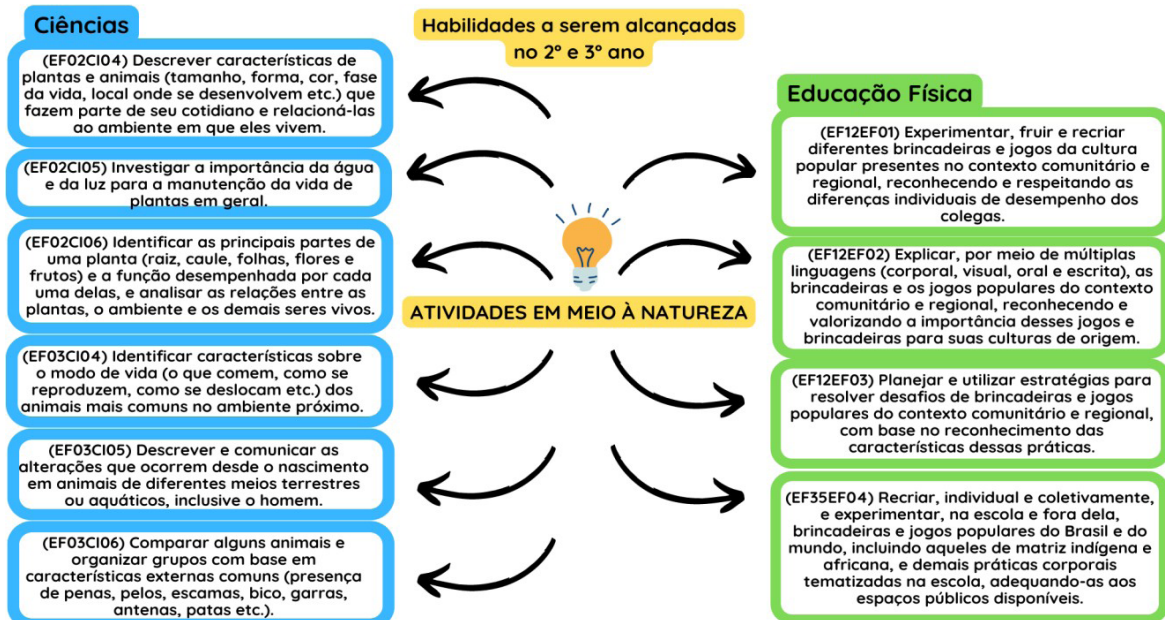 Ciências
(EF02CI04) Descrever características de
plantas e animais (tamanho, forma, cor, fase
da vida, local onde se desenvolvem etc.) que
fazem parte de seu cotidiano e relacioná-las
ao ambiente em que eles vivem.
(EF02CI05) Investigar a importância da água
e da luz para a manutenção da vida de
plantas em geral.
(EF02CI06) Identificar as principais partes de
uma planta (raiz, caule, folhas, flores e
frutos) e a função desempenhada por cada
uma delas, e analisar as relações entre as
plantas, o ambiente e os demais seres vivos.
(EF03CI04) Identificar características sobre
o modo de vida (o que comem, como se
reproduzem, como se deslocam etc.) dos
animais mais comuns no ambiente próximo.
(EF03CI05) Descrever e comunicar as
alterações que ocorrem desde o nascimento
em animais de diferentes meios terrestres
ou aquáticos, inclusive o homem.
(EF03CI06) Comparar alguns animais e
organizar grupos com base em
características externas comuns (presença
de penas, pelos, escamas, bico, garras,
antenas, patas etc.).
Habilidades a serem alcançadas
no 2º e 3º ano
ATIVIDADES EM MEIO À NATUREZA
Educação Física
(EF12EF01) Experimentar, fruir e recriar
diferentes brincadeiras e jogos da cultura
popular presentes no contexto comunitário e
regional, reconhecendo e respeitando as
diferenças individuais de desempenho dos
colegas.
(EF12EF02) Explicar, por meio de múltiplas
linguagens (corporal, visual, oral e escrita), as
brincadeiras e os jogos populares do contexto
comunitário e regional, reconhecendo e
valorizando a importância desses jogos e
brincadeiras para suas culturas de origem.
(EF12EF03) Planejar e utilizar estratégias para
resolver desafios de brincadeiras e jogos
populares do contexto comunitário e regional,
com base no reconhecimento das
características dessas práticas.
(EF35EF04) Recriar, individual e coletivamente,
e experimentar, na escola e fora dela,
brincadeiras e jogos populares do Brasil e do
mundo, incluindo aqueles de matriz indígena e
africana, e demais práticas corporais
tematizadas na escola, adequando-as aos
espaços públicos disponíveis.